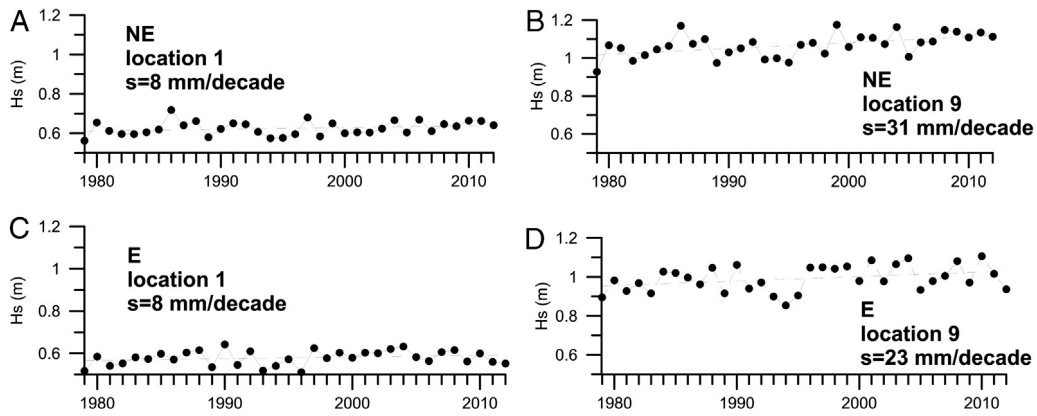 A
1.2
1
0.8
0.6
Hs (m)
NE
location 1
s=8 mm/decade
1980
1990
2000
2010
B
1.2
1
0.8
0.6
Hs (m)
NE
location 9
s=31 mm/decade
1980
1990
2000
2010
C
1.2
1
0.8
0.6
Hs (m)
E
location 1
s=8 mm/decade
1980
1990
2000
2010
D
1.2
1
0.8
0.6
Hs (m)
E
location 9
s=23 mm/decade
1980
1990
2000
2010